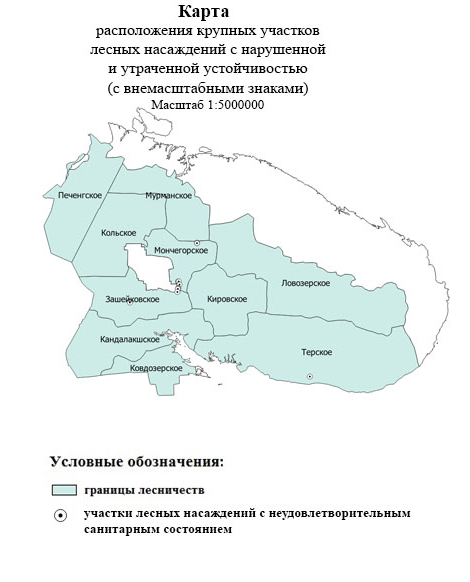 Карта
расположения крупных участков
лесных насаждений с нарушенной
и утраченной устойчивостью
(с внемасштабными знаками)
Масштаб 1:5000000
Печенгское
Мурманское
Кольское
Мончегорское
Ловозерское
Зашейковское
Кировское
Кандалакшское
Терское
Ковдозерское
Условные обозначения:
границы лесничеств
участки лесных насаждений с неудовлетворительным
санитарным состоянием